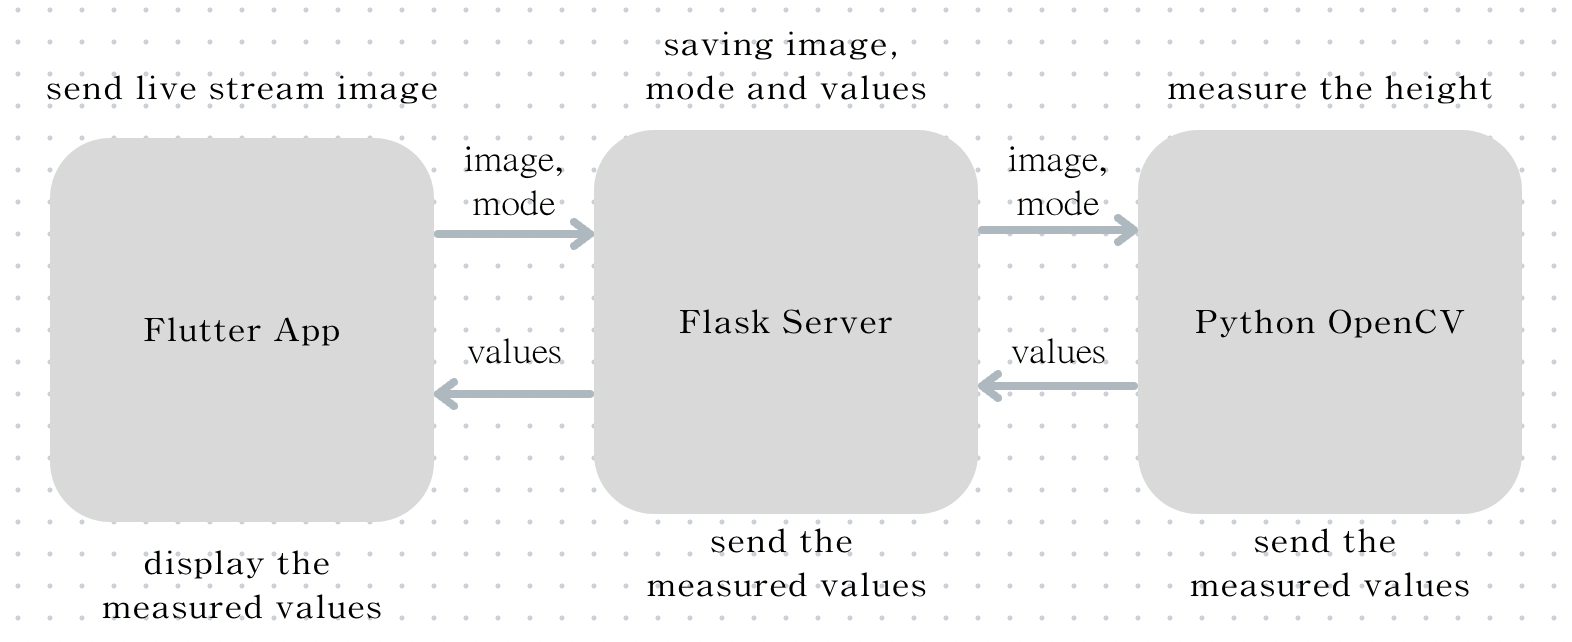 saving image,
mode and values
send live stream image
measure the height
image,
mode
image,
mode
Flutter App
Flask Server
Python OpenCV
values
values
display the
measured values
send the
measured values
send the
measured values